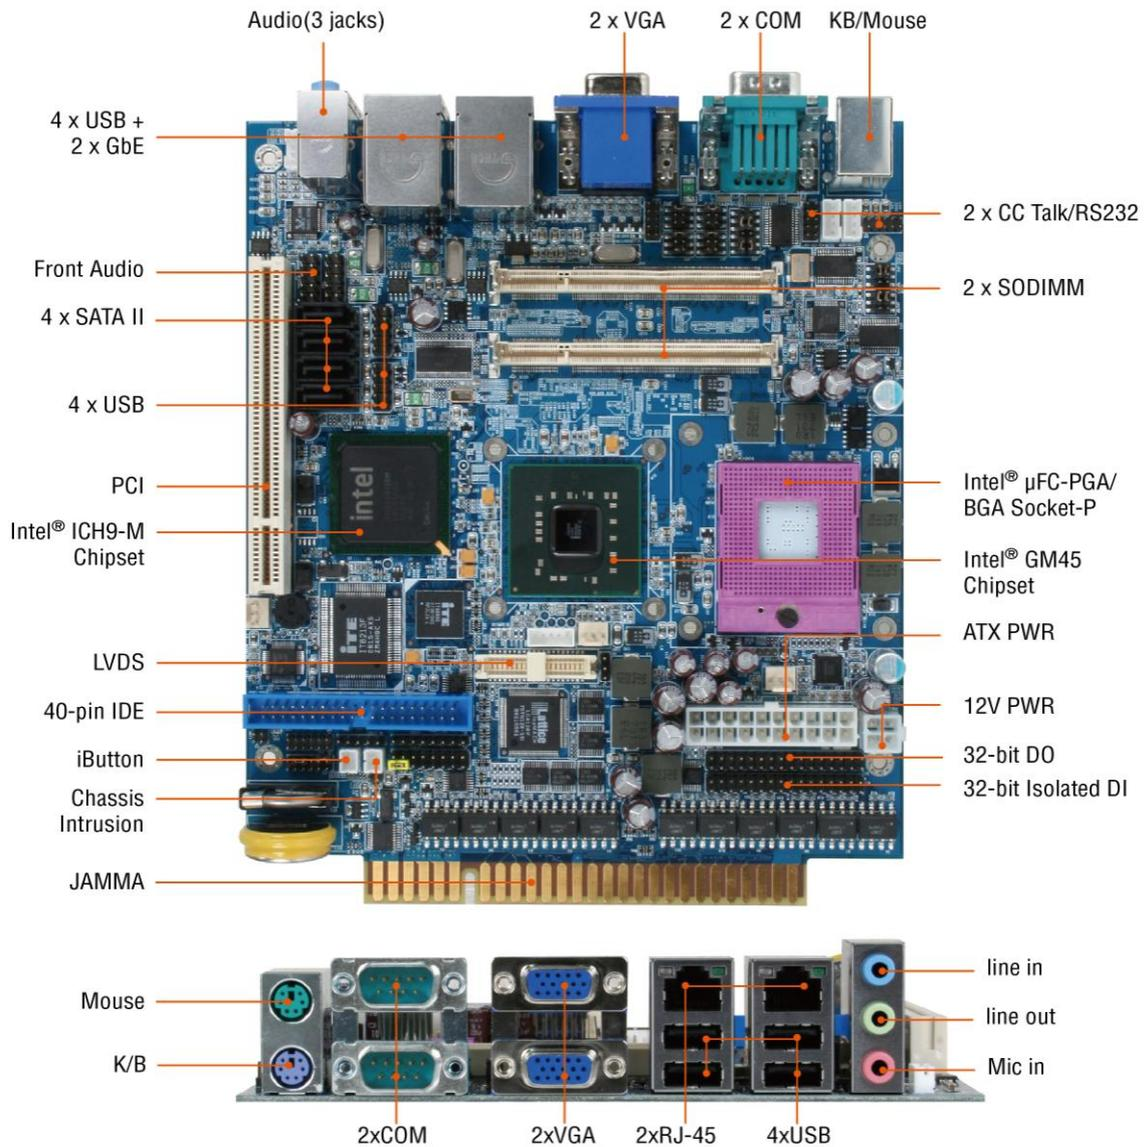 Audio(3 jacks)
2 x VGA
2 x COM
KB/Mouse
4 x USB +
2 x GbE
2 x CC Talk/RS232
Front Audio
2 x SODIMM
4 x SATA II
4 x USB
PCI
Intel® µFC-PGA/
BGA Socket-P
Intel® ICH9-M
Chipset
intel
Intel® GM45
Chipset
ATX PWR
iTE
LVDS
40-pin IDE
12V PWR
iButton
32-bit DO
Chassis
Intrusion
32-bit Isolated DI
JAMMA
Mouse
line in
line out
K/B
Mic in
2xCOM
2xVGA
2xRJ-45
4xUSB